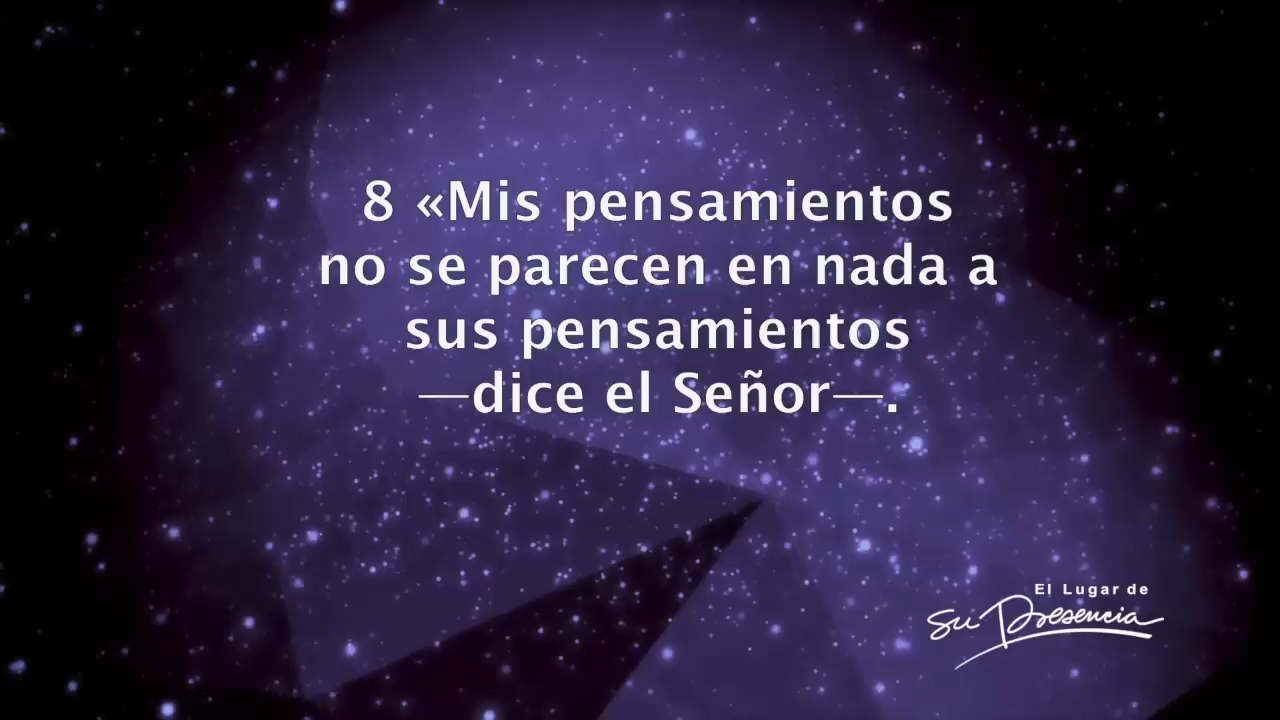 8 «Mis pensamientos
no se parecen en nada a
sus pensamientos
—dice el Señor—.
El Lugar de
Su Presencia